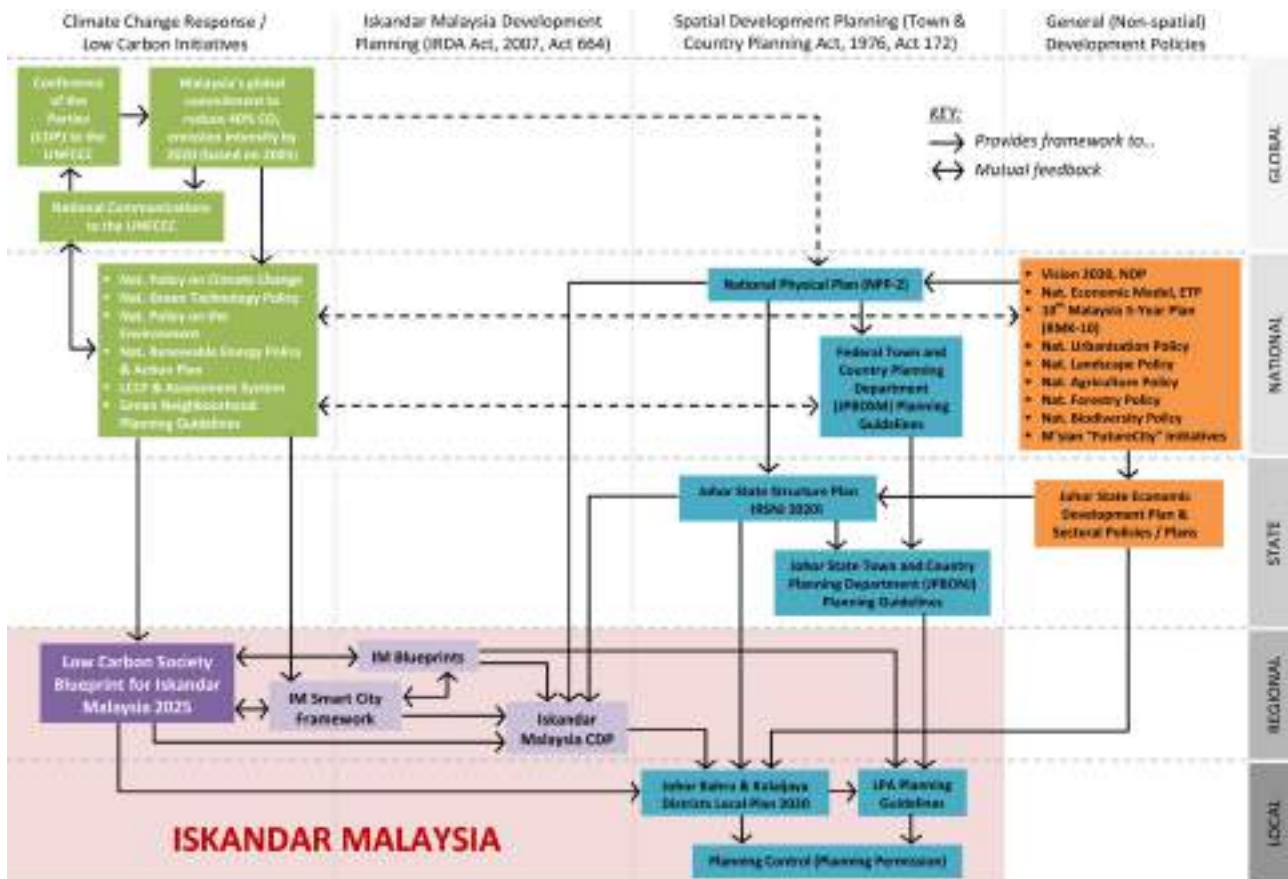 Climate Change Response /
Low Carbon Initiatives
Iskandar Malaysia Development
Planning (IRDA Act, 2007, Act 664)
Spatial Development Planning (Town &
Country Planning Act, 1976, Act 172)
General (Non-spatial)
Development Policies
Conference
of the
Parties
(COP) to the
UNFCCC
Malaysia's global
commitment to
reduce 40% CO₂
emission intensity by
2020 (based on 2005)
National Communications
to the UNFCCC
KEY:
Provides framework to...
Mutual feedback
GLOBAL
• Nat. Policy on Climate Change
• Nat. Green Technology Policy
• Nat. Policy on the
Environment
• Nat. Renewable Energy Policy
& Action Plan
• LCCF & Assessment System
• Green Neighbourhood
Planning Guidelines
National Physical Plan (NPP-2)
Federal Town and
Country Planning
Department
(JPBDSM) Planning
Guidelines
• Vision 2020, NDP
• Nat. Economic Model, ETP
• 10th Malaysia 5-Year Plan
(RMK-10)
• Nat. Urbanisation Policy
• Nat. Landscape Policy
• Nat. Agriculture Policy
• Nat. Forestry Policy
• Nat. Biodiversity Policy
• M'sian "FutureCity" Initiatives
NATIONAL
Johor State Structure Plan
(RSNJ 2020)
Johor State Town and Country
Planning Department (JPBDNJ)
Planning Guidelines
Johor State Economic
Development Plan &
Sectoral Policies / Plans
STATE
Low Carbon Society
Blueprint for Iskandar
Malaysia 2025
IM Blueprints
IM Smart City
Framework
Iskandar
Malaysia CDP
REGIONAL
Johor Bahru & Kulaijaya
Districts Local Plan 2020
LPA Planning
Guidelines
Planning Control (Planning Permission)
ISKANDAR MALAYSIA
LOCAL